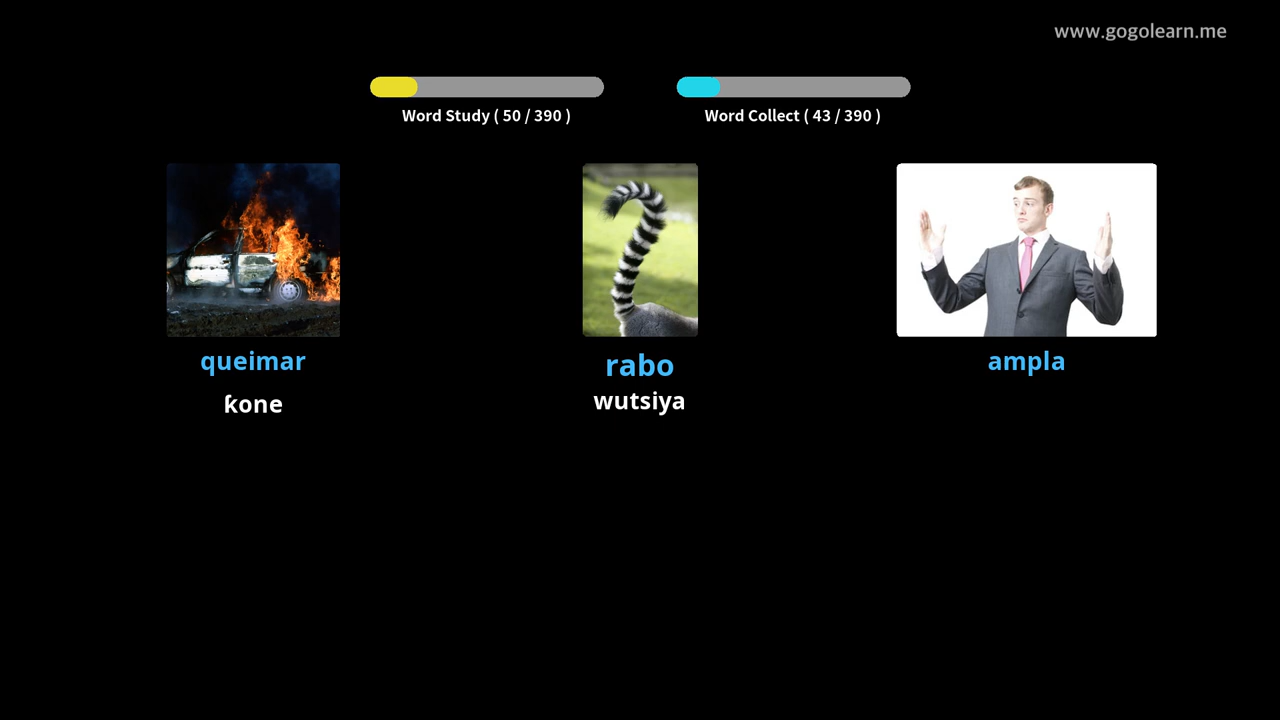 www.gogolearn.me
Word Study ( 50 / 390 )
Word Collect ( 43 / 390 )
queimar
rabo
ampla
ƙone
wutsiya